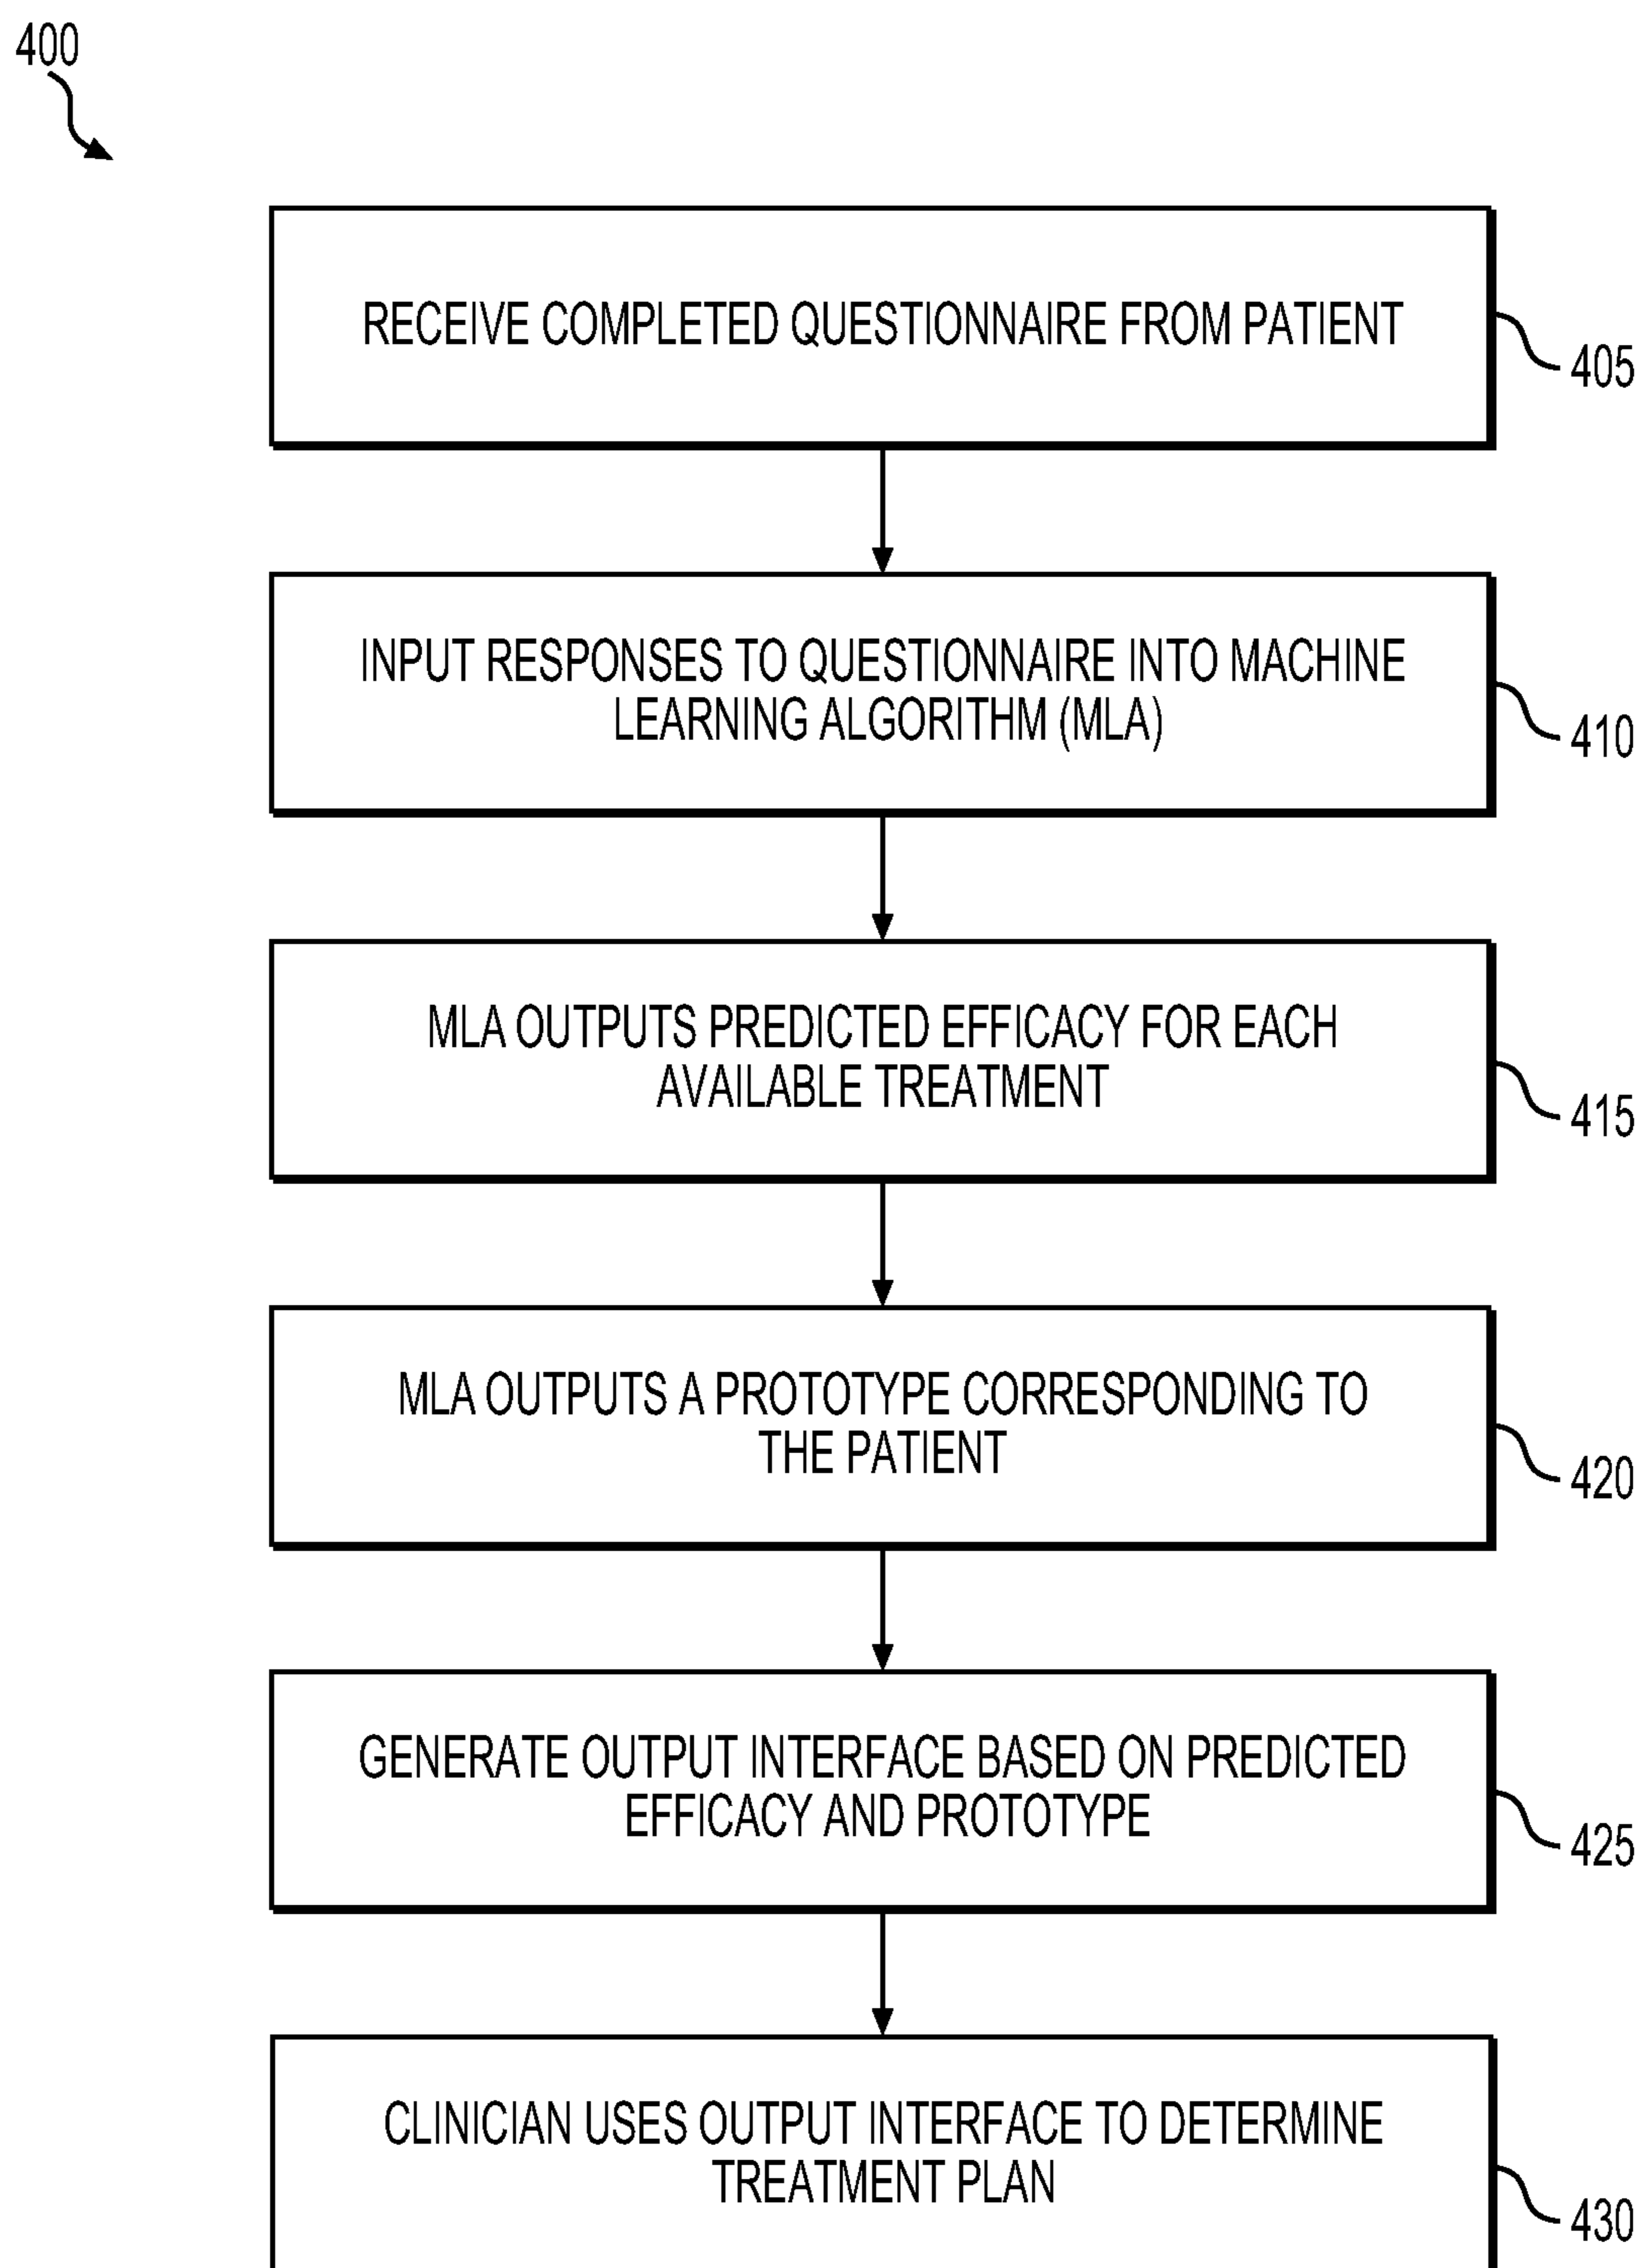 400
RECEIVE COMPLETED QUESTIONNAIRE FROM PATIENT
405
INPUT RESPONSES TO QUESTIONNAIRE INTO MACHINE
LEARNING ALGORITHM (MLA)
410
MLA OUTPUTS PREDICTED EFFICACY FOR EACH
AVAILABLE TREATMENT
415
MLA OUTPUTS A PROTOTYPE CORRESPONDING TO
THE PATIENT
420
GENERATE OUTPUT INTERFACE BASED ON PREDICTED
EFFICACY AND PROTOTYPE
425
CLINICIAN USES OUTPUT INTERFACE TO DETERMINE
TREATMENT PLAN
430